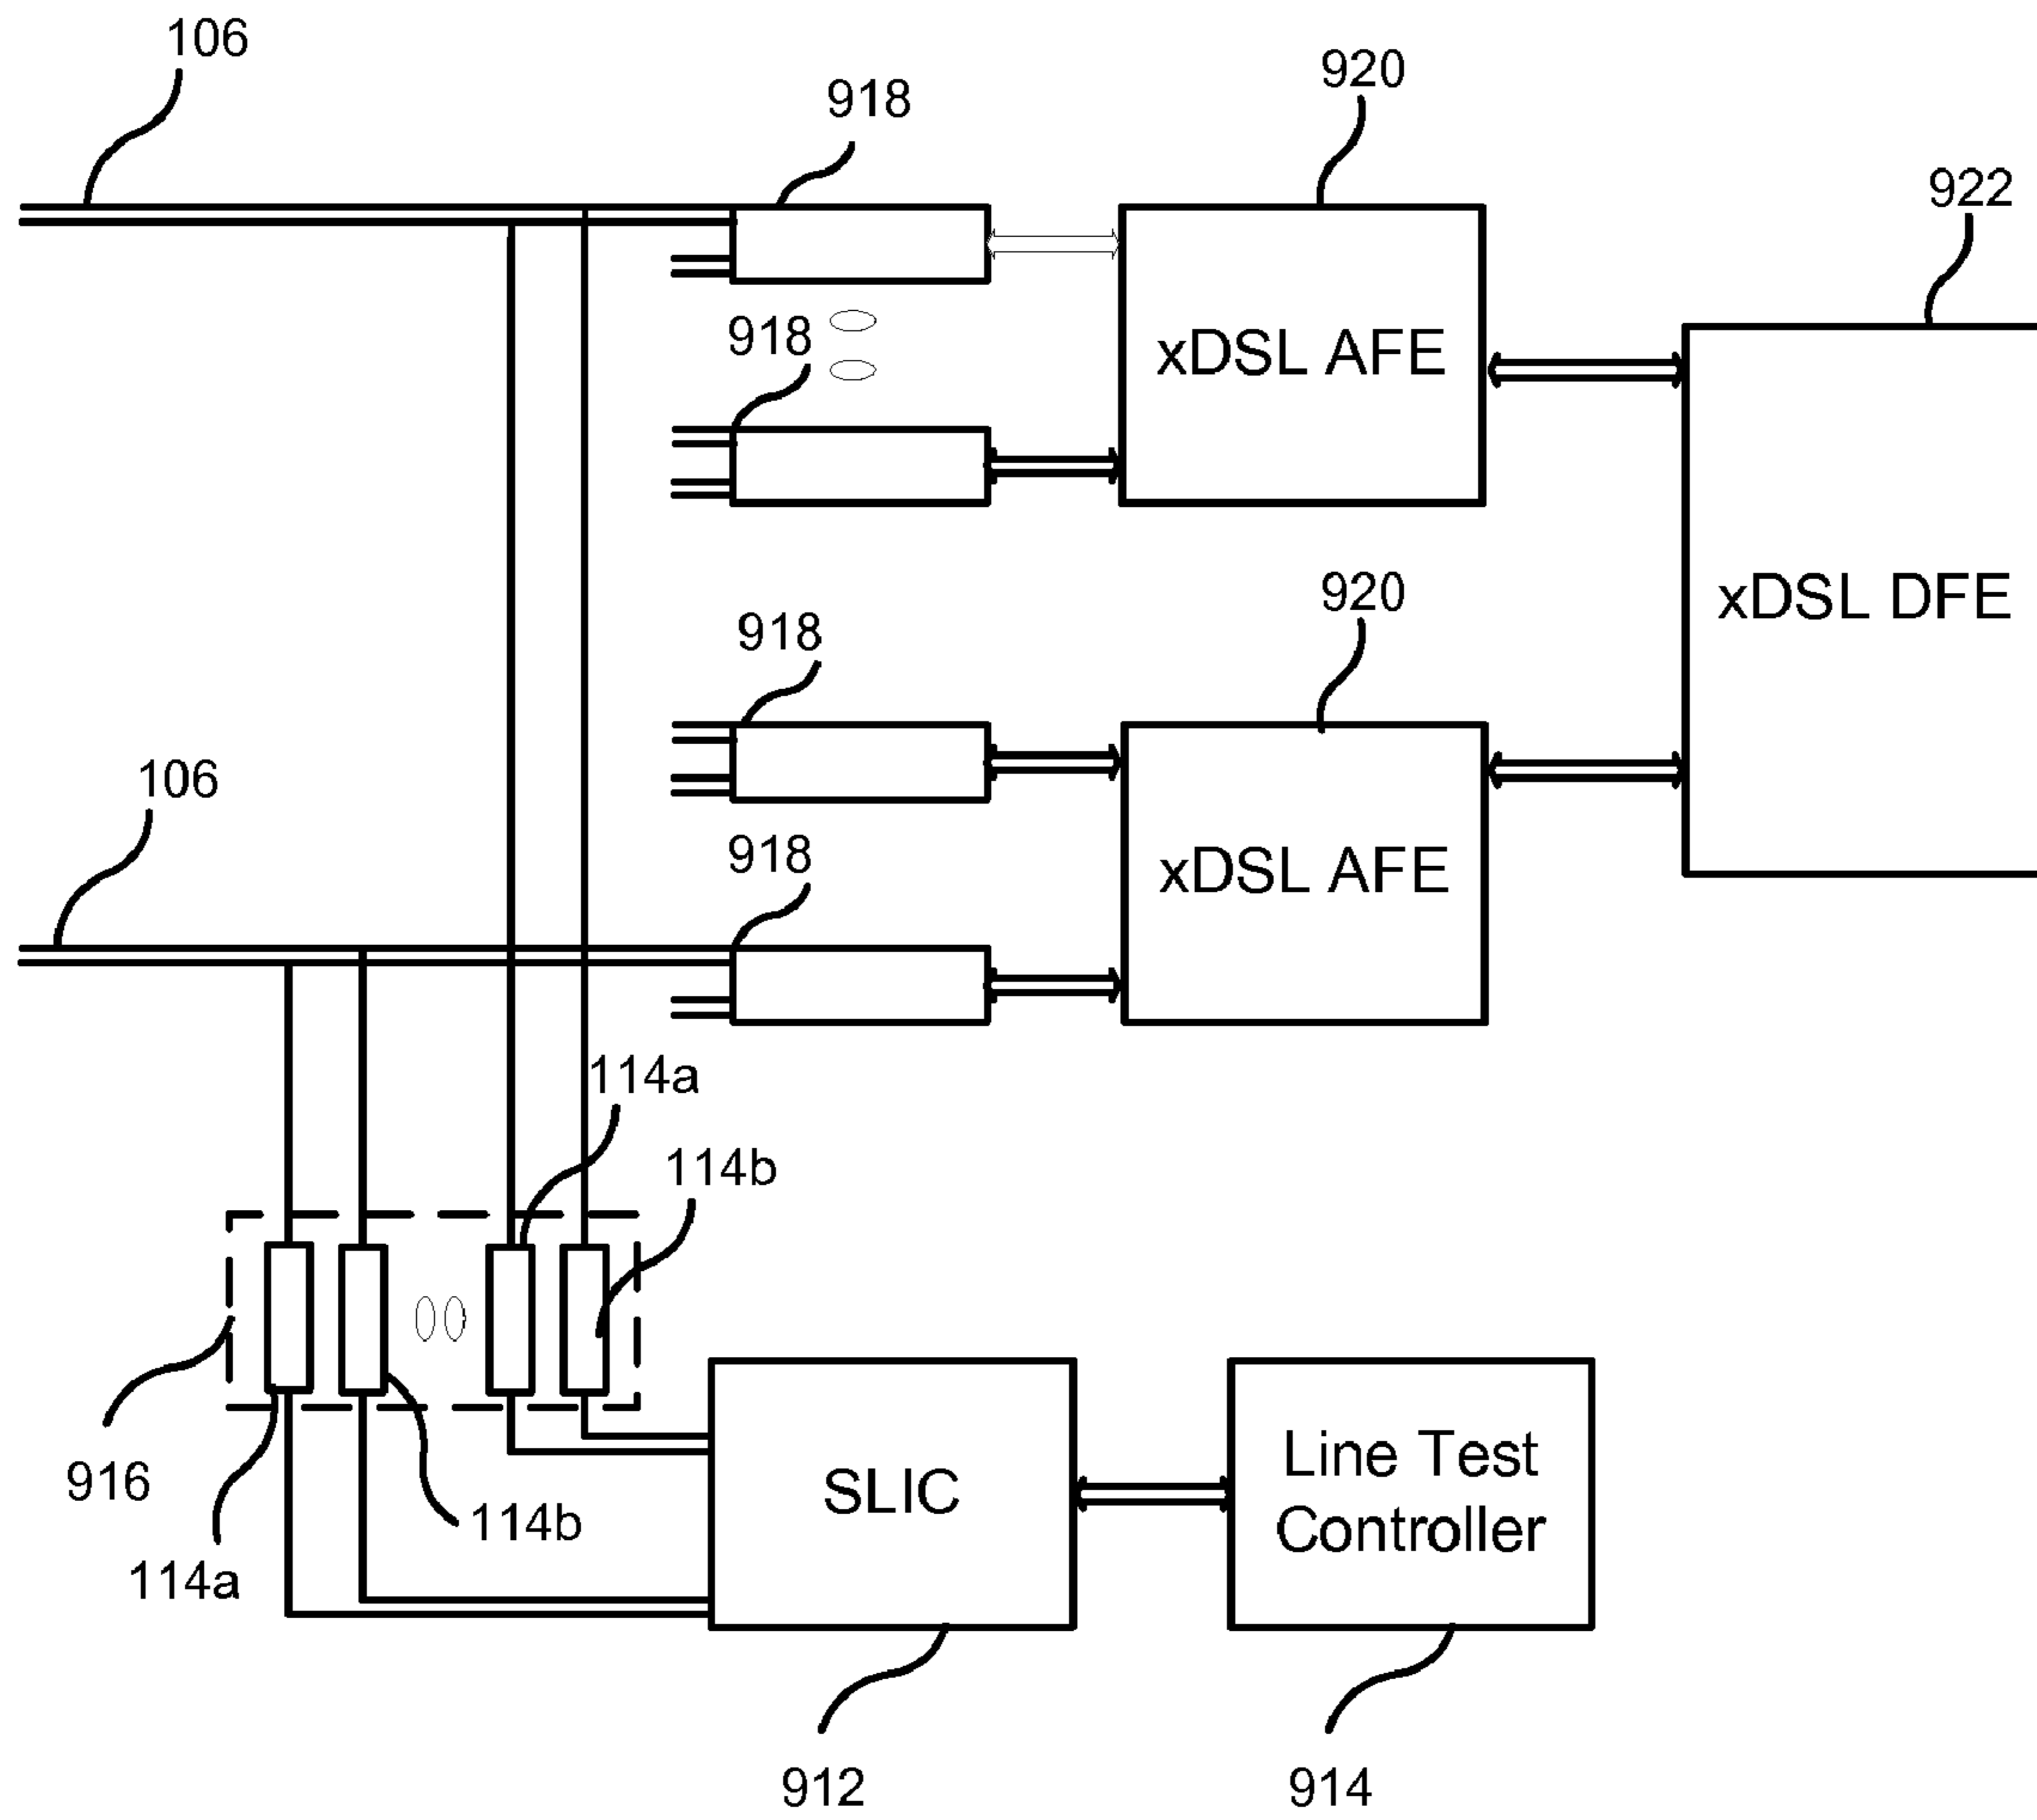 106
918
920
922
918
xDSL AFE
xDSL DFE
920
918
106
918
xDSL AFE
114a
114b
916
114a
114b
SLIC
Line Test
Controller
912
914